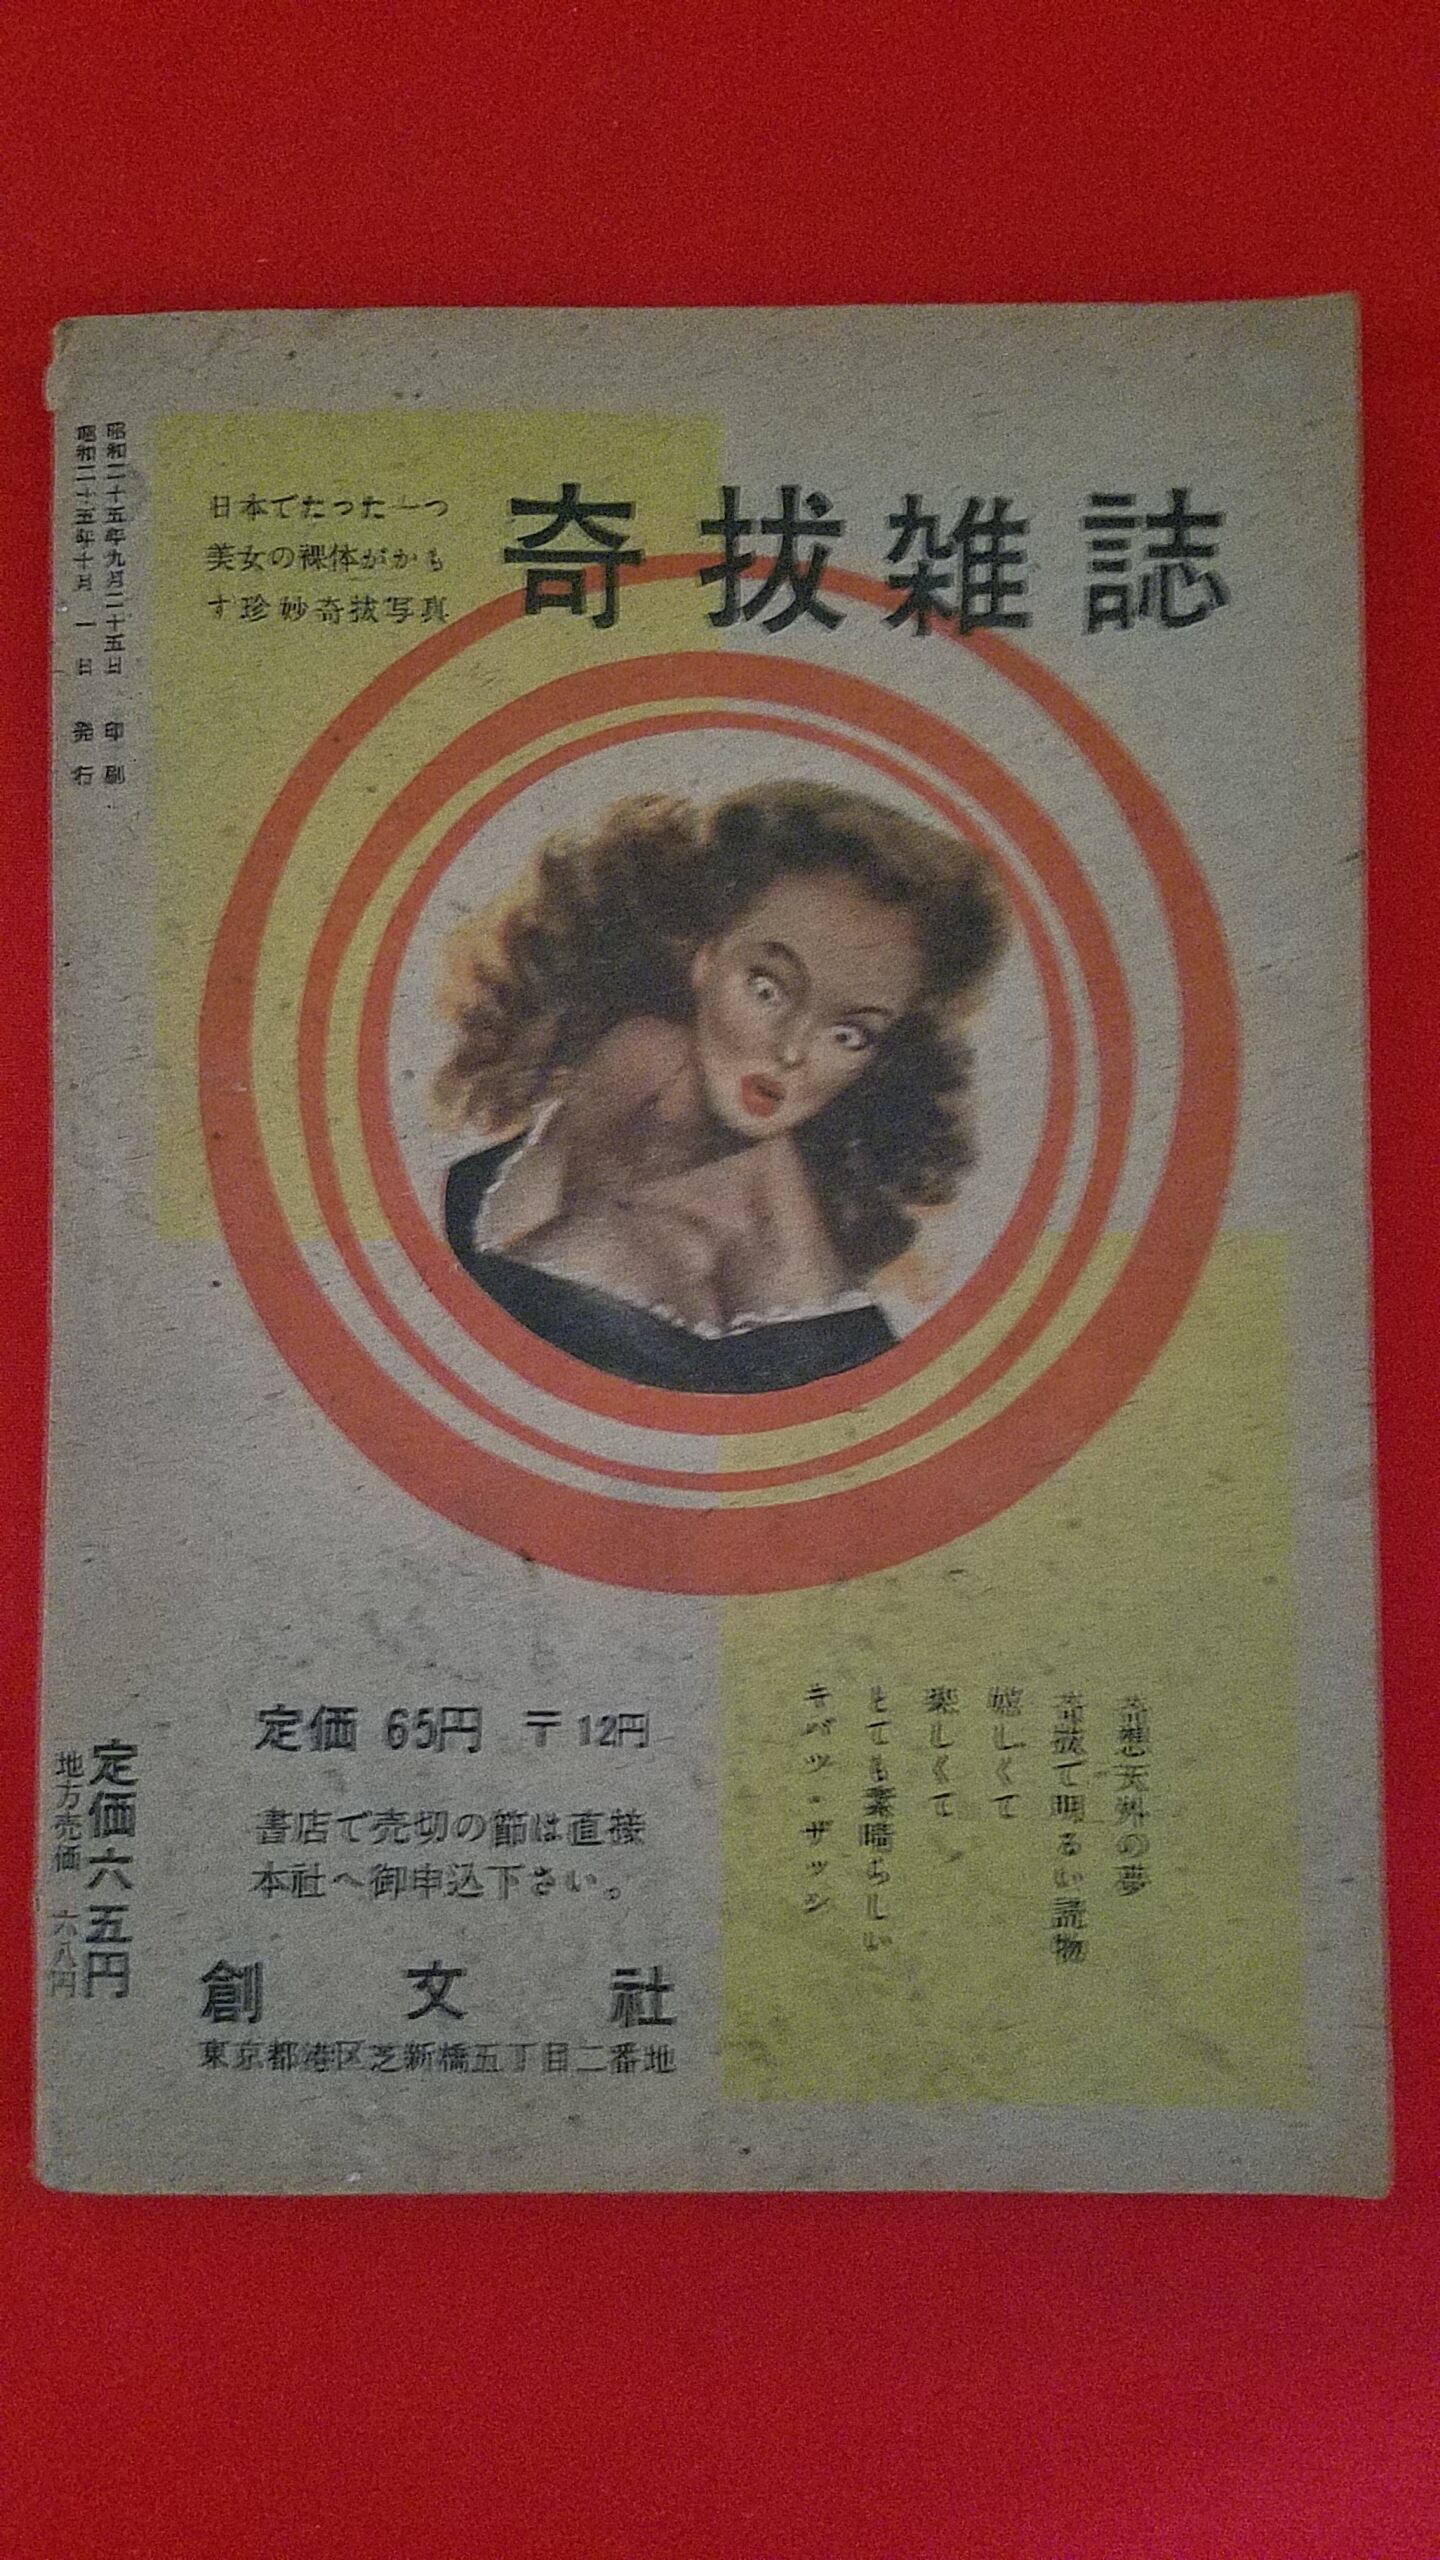 昭和二十五年九月二十五日 印刷
昭和二十五年十月一日 発行
日本でたった一つ
美女の裸体がかも
す珍妙奇抜写真
奇抜雑誌
奇想天外の夢
奇抜で明るい読物
嬉しくて
楽しくて
とても素晴らしい
キバツ・ザッシ
定価 65円 〒12円
書店で売切の節は直接
本社へ御申込下さい。
創文社
東京都港区芝新橋五丁目二番地
定価六五円
地方売価 六八円